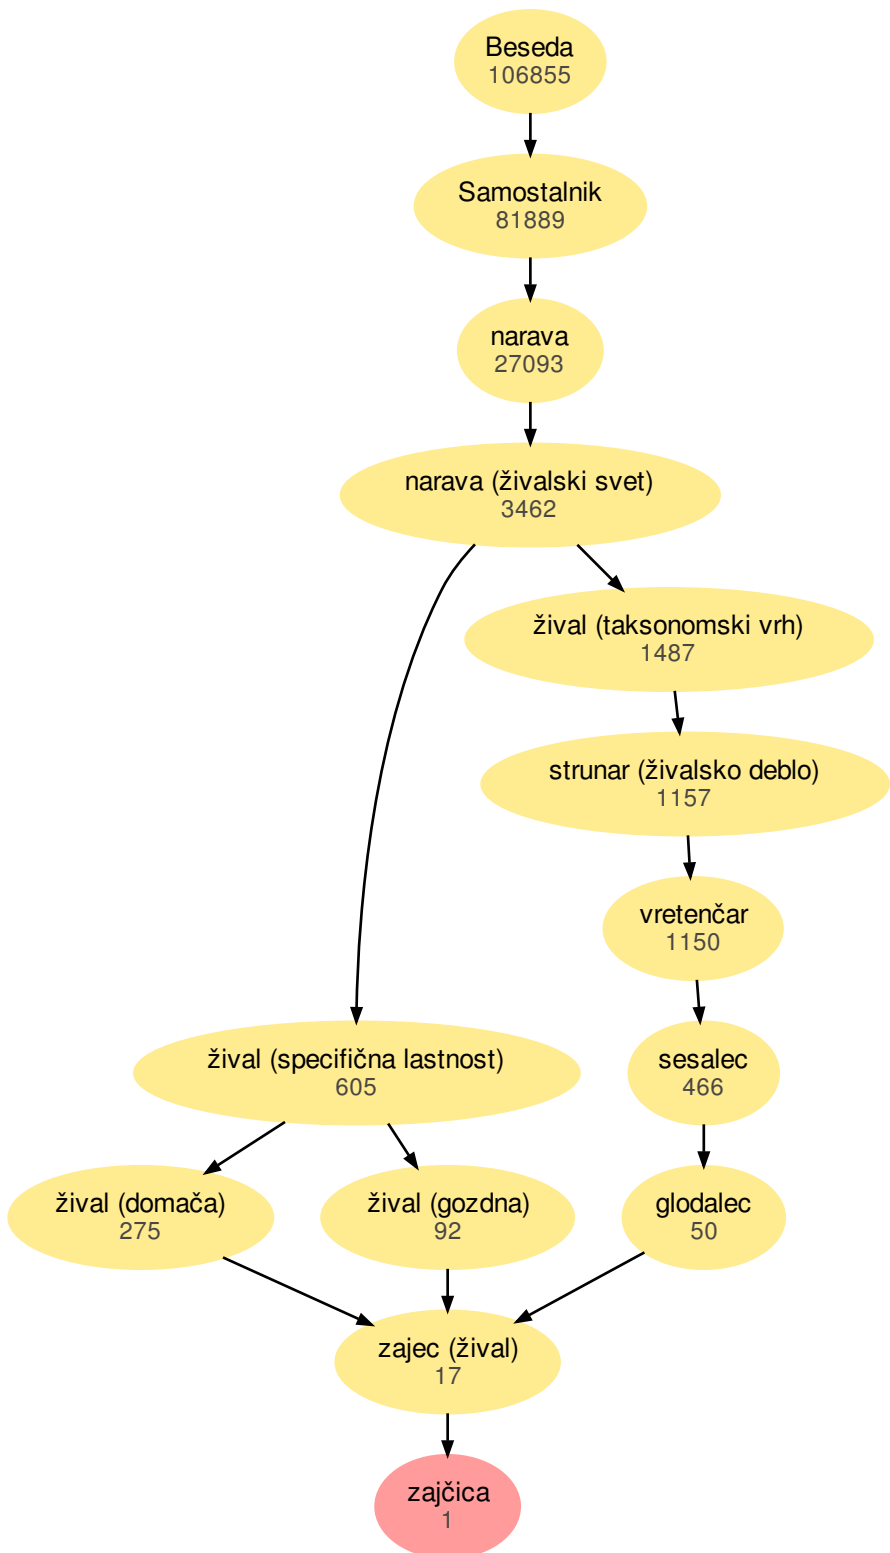 Beseda
106855
Samostalnik
81889
narava
27093
narava (živalski svet)
3462
žival (taksonomski vrh)
1487
strunar (živalsko deblo)
1157
vretenčar
1150
žival (specifična lastnost)
605
sesalec
466
žival (domača)
275
žival (gozdna)
92
glodalec
50
zajec (žival)
17
zajčica
1